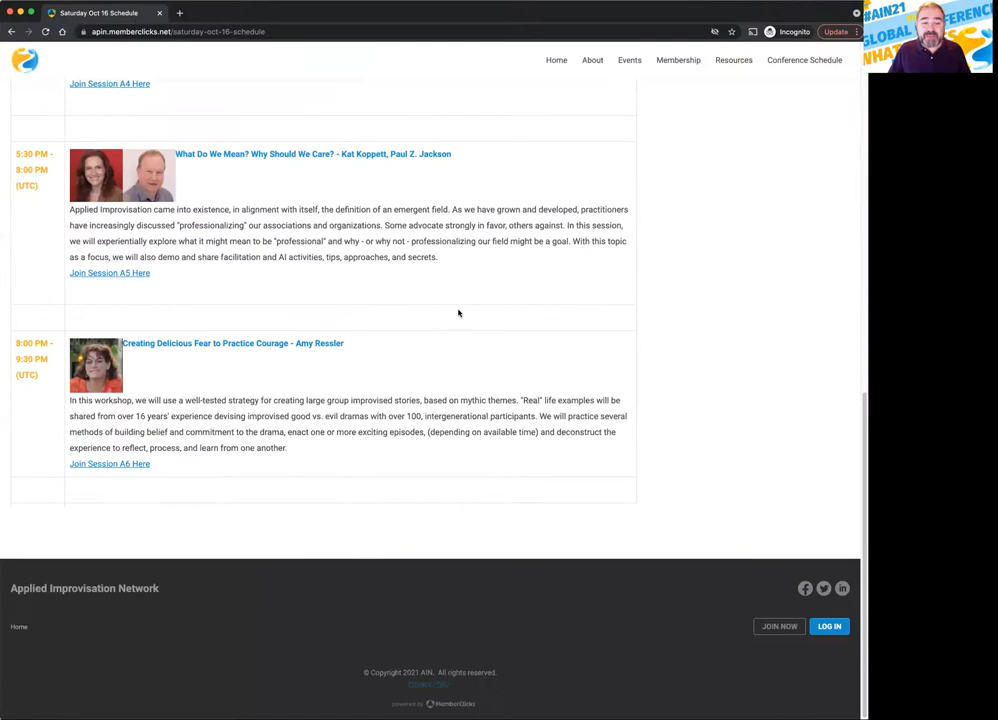 Saturday Oct 16 Schedule
apin.memberclicks.net/saturday-oct-16-schedule
Incognito
Update
#AIN21
GLOBAL
Home
About
Events
Membership
Resources
Conference Schedule
Join Session A4 Here
5:30 PM -
8:00 PM
(UTC)
What Do We Mean? Why Should We Care? - Kat Koppett, Paul Z. Jackson
Applied Improvisation came into existence, in alignment with itself, the definition of an emergent field. As we have grown and developed, practitioners
have increasingly discussed "professionalizing" our associations and organizations. Some advocate strongly in favor, others against. In this session,
we will experientially explore what it might mean to be "professional" and why - or why not - professionalizing our field might be a goal. With this topic
as a focus, we will also demo and share facilitation and AI activities, tips, approaches, and secrets.
Join Session A5 Here
8:00 PM -
9:30 PM
(UTC)
Creating Delicious Fear to Practice Courage - Amy Ressler
In this workshop, we will use a well-tested strategy for creating large group improvised stories, based on mythic themes. "Real" life examples will be
shared from over 16 years' experience devising improvised good vs. evil dramas with over 100, intergenerational participants. We will practice several
methods of building belief and commitment to the drama, enact one or more exciting episodes, (depending on available time) and deconstruct the
experience to reflect, process, and learn from one another.
Join Session A6 Here
Applied Improvisation Network
Home
JOIN NOW
LOG IN
© Copyright 2021 AIN. All rights reserved.
powered by MemberClicks